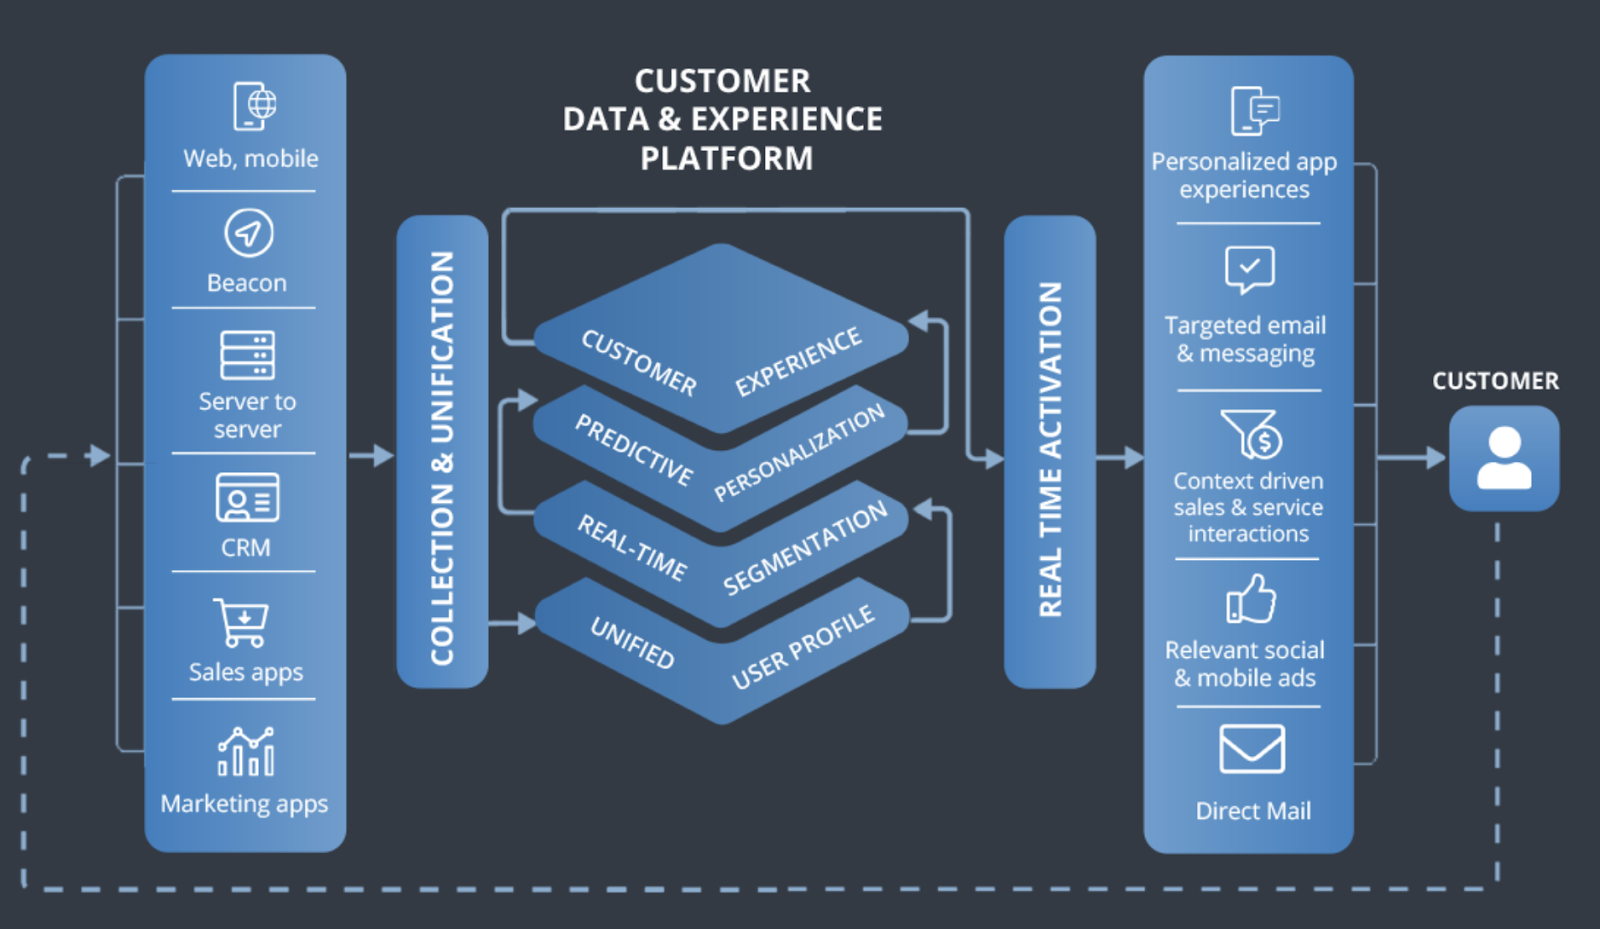 CUSTOMER
DATA & EXPERIENCE
PLATFORM
Web, mobile
Beacon
Server to
server
CRM
Sales apps
Marketing apps
COLLECTION & UNIFICATION
CUSTOMER EXPERIENCE
PREDICTIVE PERSONALIZATION
REAL-TIME SEGMENTATION
UNIFIED USER PROFILE
REAL TIME ACTIVATION
Personalized app
experiences
Targeted email
& messaging
$
Context driven
sales & service
interactions
Relevant social
& mobile ads
Direct Mail
CUSTOMER